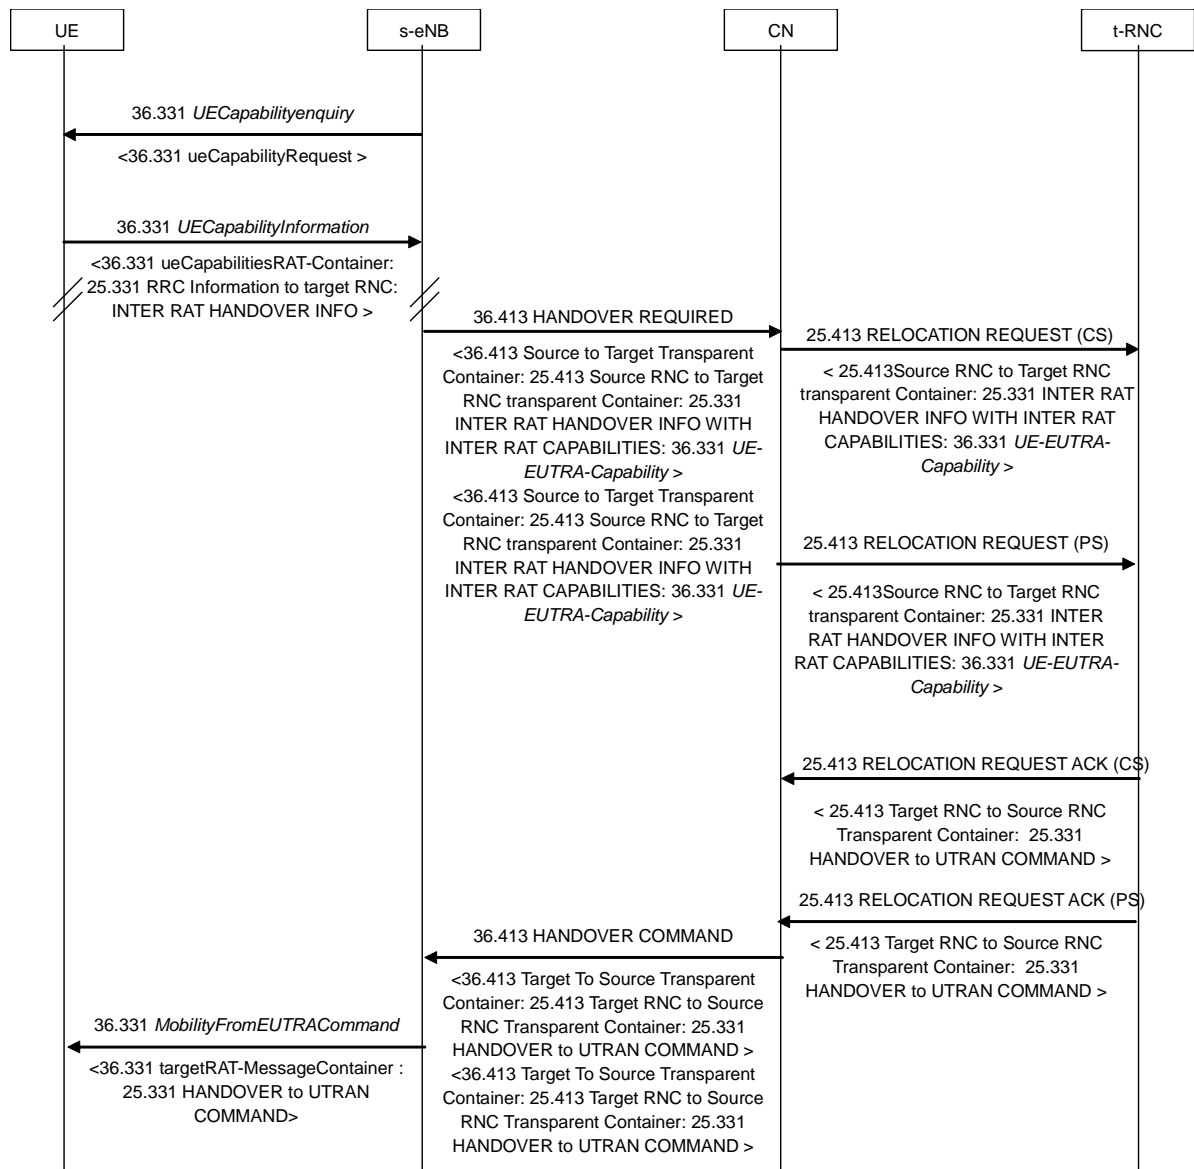 UE
s-eNB
CN
t-RNC
36.331 UECapabilityenquiry
<36.331 ueCapabilityRequest >
36.331 UECapabilityInformation
<36.331 ueCapabilitiesRAT-Container:
25.331 RRC Information to target RNC:
INTER RAT HANDOVER INFO >
36.413 HANDOVER REQUIRED
<36.413 Source to Target Transparent
Container: 25.413 Source RNC to Target
RNC transparent Container: 25.331
INTER RAT HANDOVER INFO WITH
INTER RAT CAPABILITIES: 36.331 UE-
EUTRA-Capability >
<36.413 Source to Target Transparent
Container: 25.413 Source RNC to Target
RNC transparent Container: 25.331
INTER RAT HANDOVER INFO WITH
INTER RAT CAPABILITIES: 36.331 UE-
EUTRA-Capability >
25.413 RELOCATION REQUEST (CS)
< 25.413Source RNC to Target RNC
transparent Container: 25.331 INTER RAT
HANDOVER INFO WITH INTER RAT
CAPABILITIES: 36.331 UE-EUTRA-
Capability >
25.413 RELOCATION REQUEST (PS)
< 25.413Source RNC to Target RNC
transparent Container: 25.331 INTER
RAT HANDOVER INFO WITH INTER
RAT CAPABILITIES: 36.331 UE-EUTRA-
Capability >
25.413 RELOCATION REQUEST ACK (CS)
< 25.413 Target RNC to Source RNC
Transparent Container: 25.331
HANDOVER to UTRAN COMMAND >
25.413 RELOCATION REQUEST ACK (PS)
< 25.413 Target RNC to Source RNC
Transparent Container: 25.331
HANDOVER to UTRAN COMMAND >
36.413 HANDOVER COMMAND
<36.413 Target To Source Transparent
Container: 25.413 Target RNC to Source
RNC Transparent Container: 25.331
HANDOVER to UTRAN COMMAND >
<36.413 Target To Source Transparent
Container: 25.413 Target RNC to Source
RNC Transparent Container: 25.331
HANDOVER to UTRAN COMMAND >
36.331 MobilityFromEUTRACommand
<36.331 targetRAT-MessageContainer :
25.331 HANDOVER to UTRAN
COMMAND>